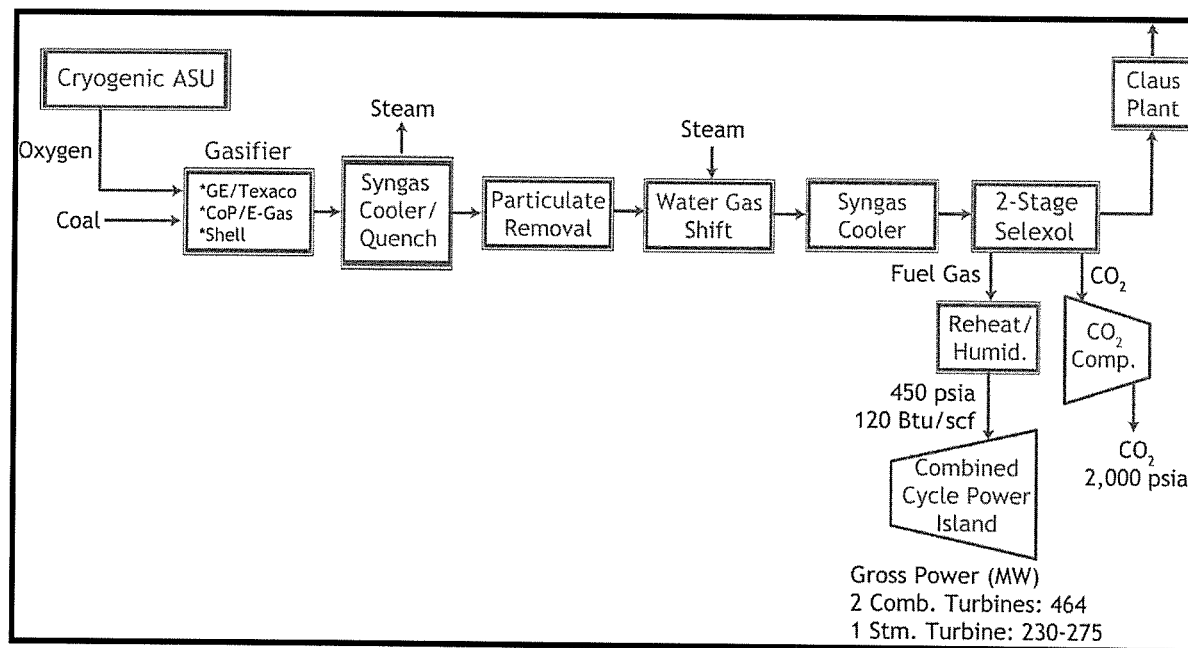 Cryogenic ASU
Oxygen
Coal
Gasifier
*GE/Texaco
*CoP/E-Gas
*Shell
Steam
Syngas
Cooler/
Quench
Particulate
Removal
Steam
Water Gas
Shift
Syngas
Cooler
2-Stage
Selexol
Claus
Plant
Fuel Gas
CO₂
Reheat/
Humid.
CO₂
Comp.
450 psia
120 Btu/scf
CO₂
2,000 psia
Combined
Cycle Power
Island
Gross Power (MW)
2 Comb. Turbines: 464
1 Stm. Turbine: 230-275